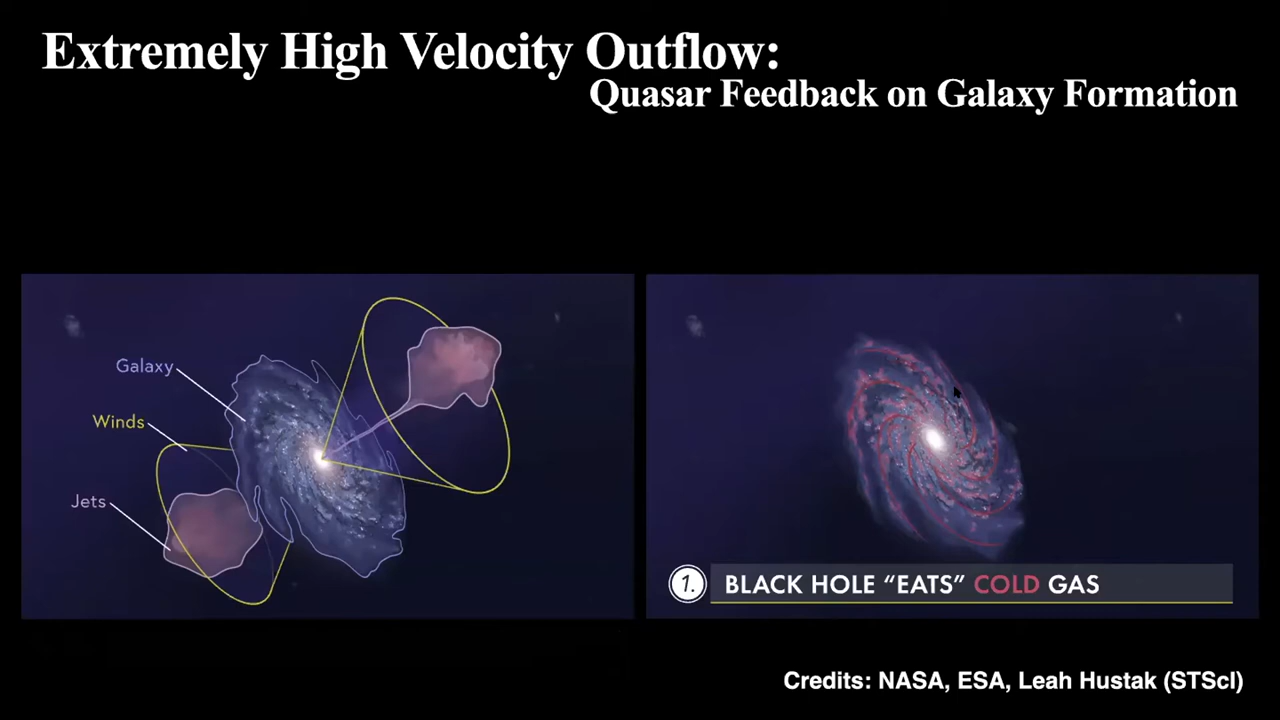 Extremely High Velocity Outflow:
Quasar Feedback on Galaxy Formation
Galaxy
Winds
Jets
1. BLACK HOLE “EATS” COLD GAS
Credits: NASA, ESA, Leah Hustak (STScI)